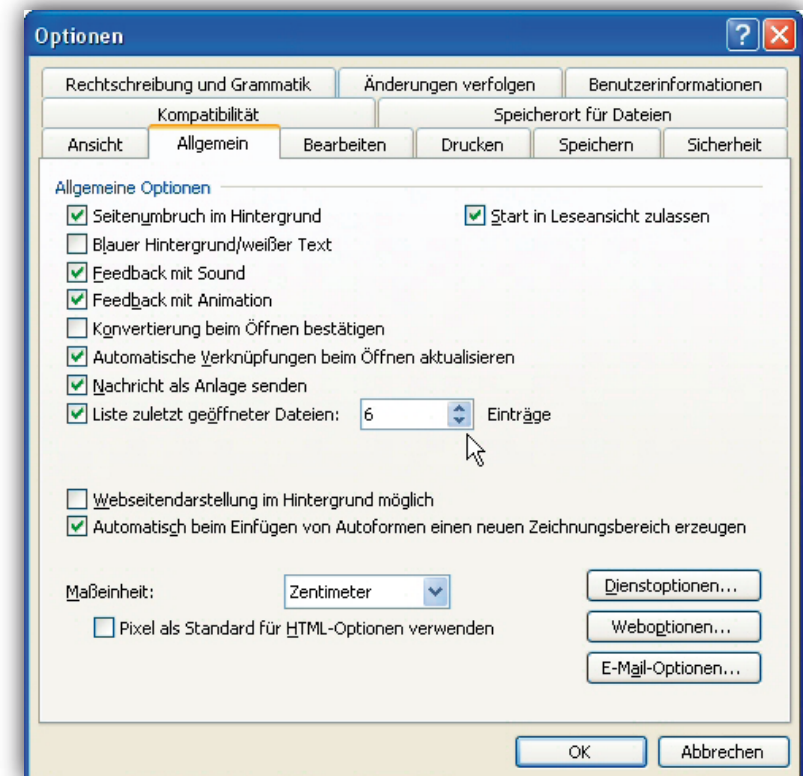 Optionen
Rechtschreibung und Grammatik Änderungen verfolgen Benutzerinformationen
Kompatibilität Speicherort für Dateien
Ansicht Allgemein Bearbeiten Drucken Speichern Sicherheit
Allgemeine Optionen
Seitenumbruch im Hintergrund Start in Leseansicht zulassen
Blauer Hintergrund/weißer Text
Feedback mit Sound
Feedback mit Animation
Konvertierung beim Öffnen bestätigen
Automatische Verknüpfungen beim Öffnen aktualisieren
Nachricht als Anlage senden
Liste zuletzt geöffneter Dateien: 6 Einträge
Webseitendarstellung im Hintergrund möglich
Automatisch beim Einfügen von Autoformen einen neuen Zeichnungsbereich erzeugen
Maßeinheit: Zentimeter Dienstoptionen...
Pixel als Standard für HTML-Optionen verwenden Weboptionen...
E-Mail-Optionen...
OK Abbrechen